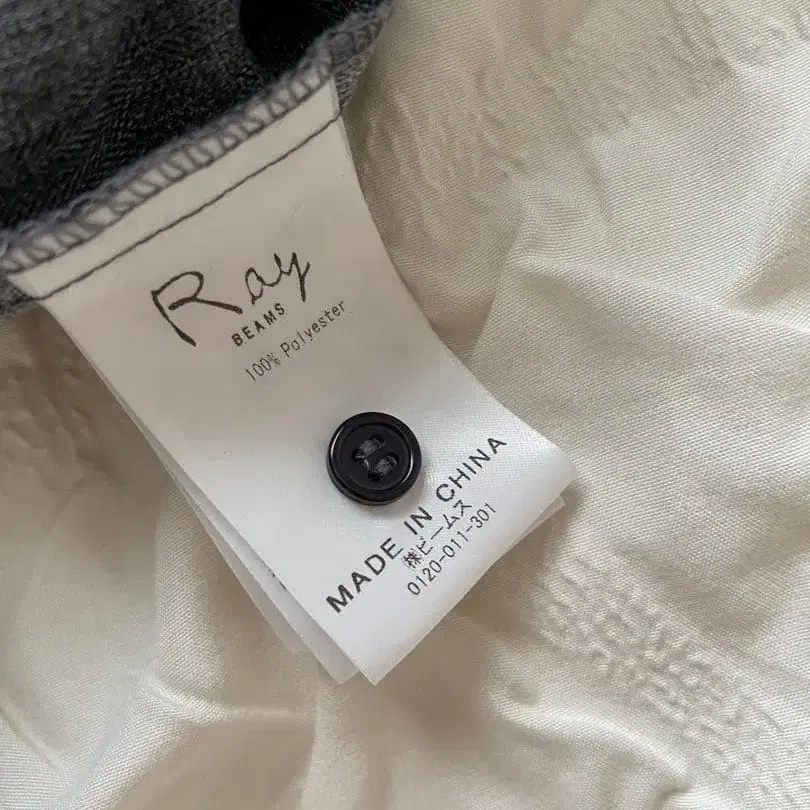 Ray
BEAMS
100% Polyester
MADE IN CHINA
㈱ビームス
0120-011-301